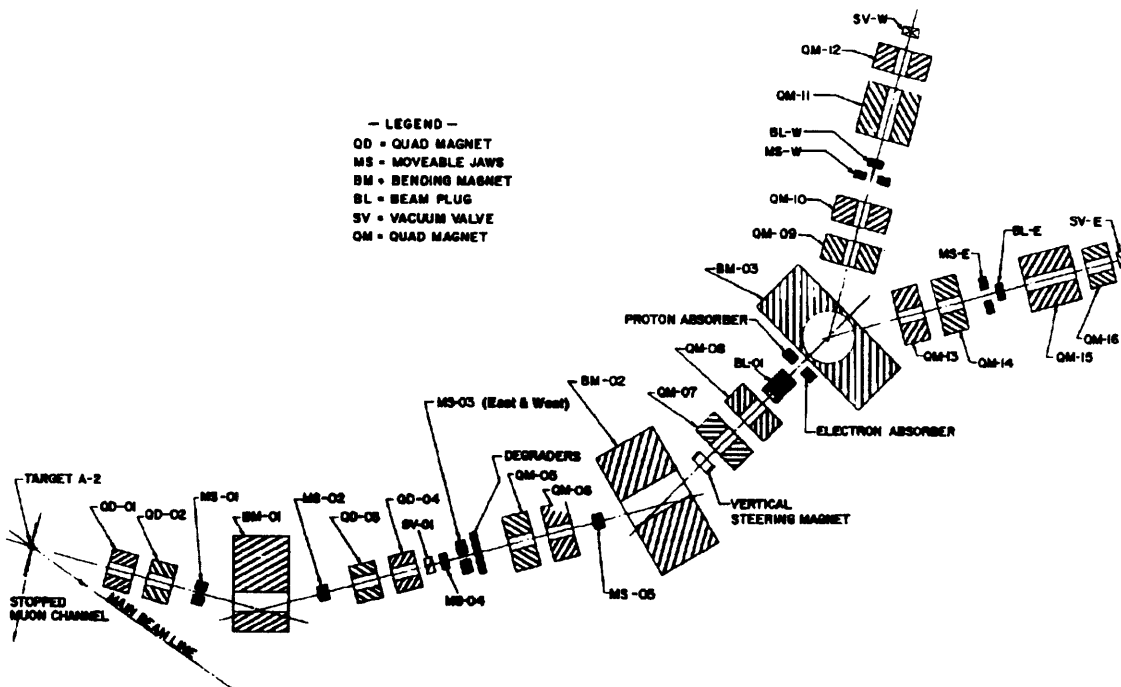 SV-W
QM-12
QM-11
— LEGEND —
QD = QUAD MAGNET
MS = MOVEABLE JAWS
BM = BENDING MAGNET
BL = BEAM PLUG
SV = VACUUM VALVE
QM = QUAD MAGNET
BL-W
MS-W
QM-10
QM-09
SV-E
BL-E
MS-E
BM-03
PROTON ABSORBER
QM-16
QM-15
QM-14
QM-13
BL-01
QM-08
QM-07
BM-02
MS-03 (East & West)
ELECTRON ABSORBER
DEGRADERS
QM-05
QM-06
TARGET A-2
MS-01
MS-02
QD-04
QD-01
QD-02
BM-01
QD-03
SV-01
VERTICAL
STEERING MAGNET
MS-04
MS-05
STOPPED
MUON CHANNEL
MAIN BEAM LINE